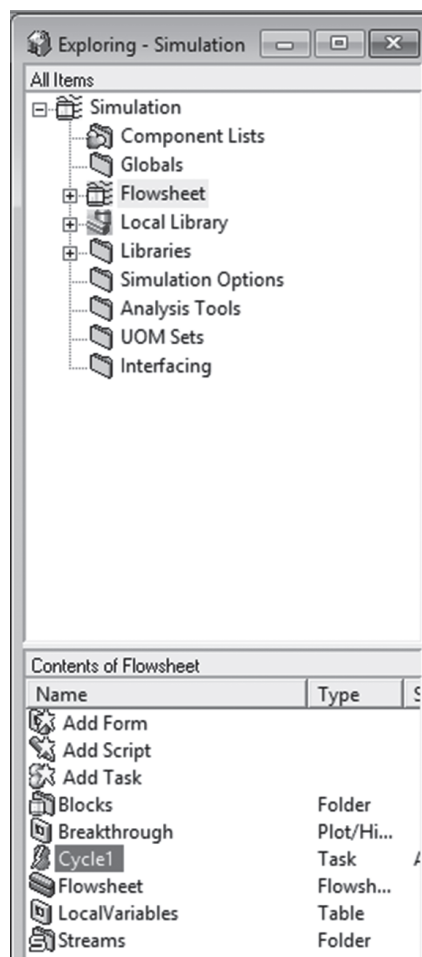 Exploring - Simulation
All Items
Simulation
Component Lists
Globals
Flowsheet
Local Library
Libraries
Simulation Options
Analysis Tools
UOM Sets
Interfacing
Contents of Flowsheet
Name Type
Add Form
Add Script
Add Task
Blocks Folder
Breakthrough Plot/Hi...
Cycle1 Task
Flowsheet Flowsh...
LocalVariables Table
Streams Folder